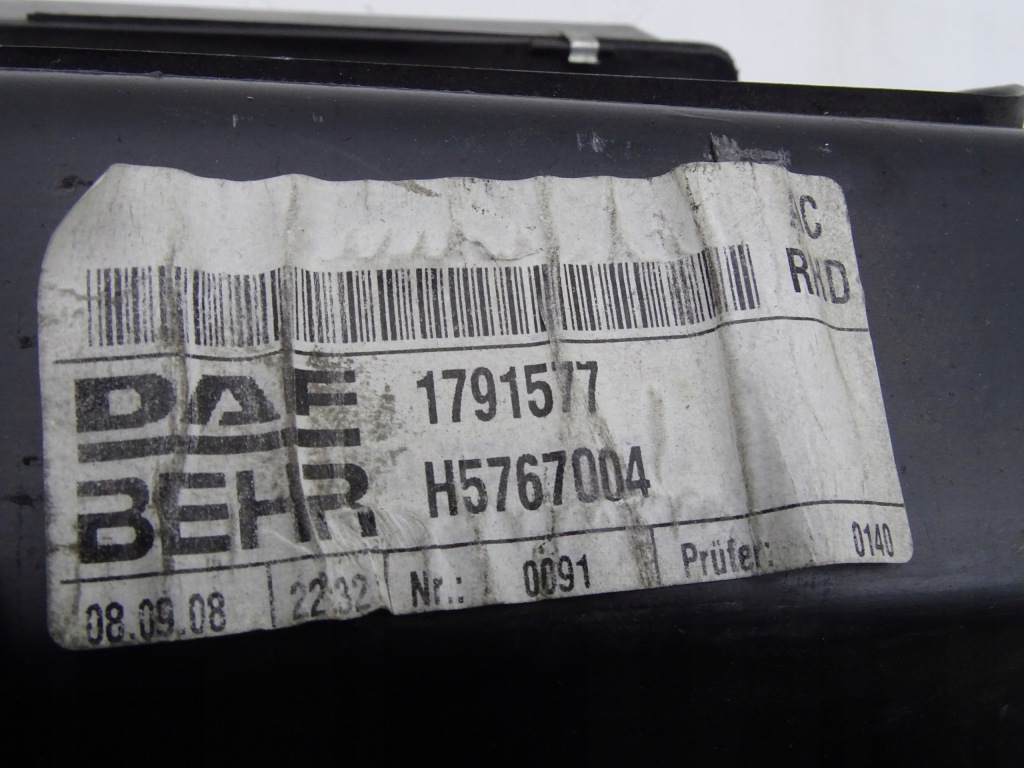 C
RHD
DAF 1791577
BEHR H5767004
08.09.08 22:32 Nr.: 0091 Prüfer: 0140